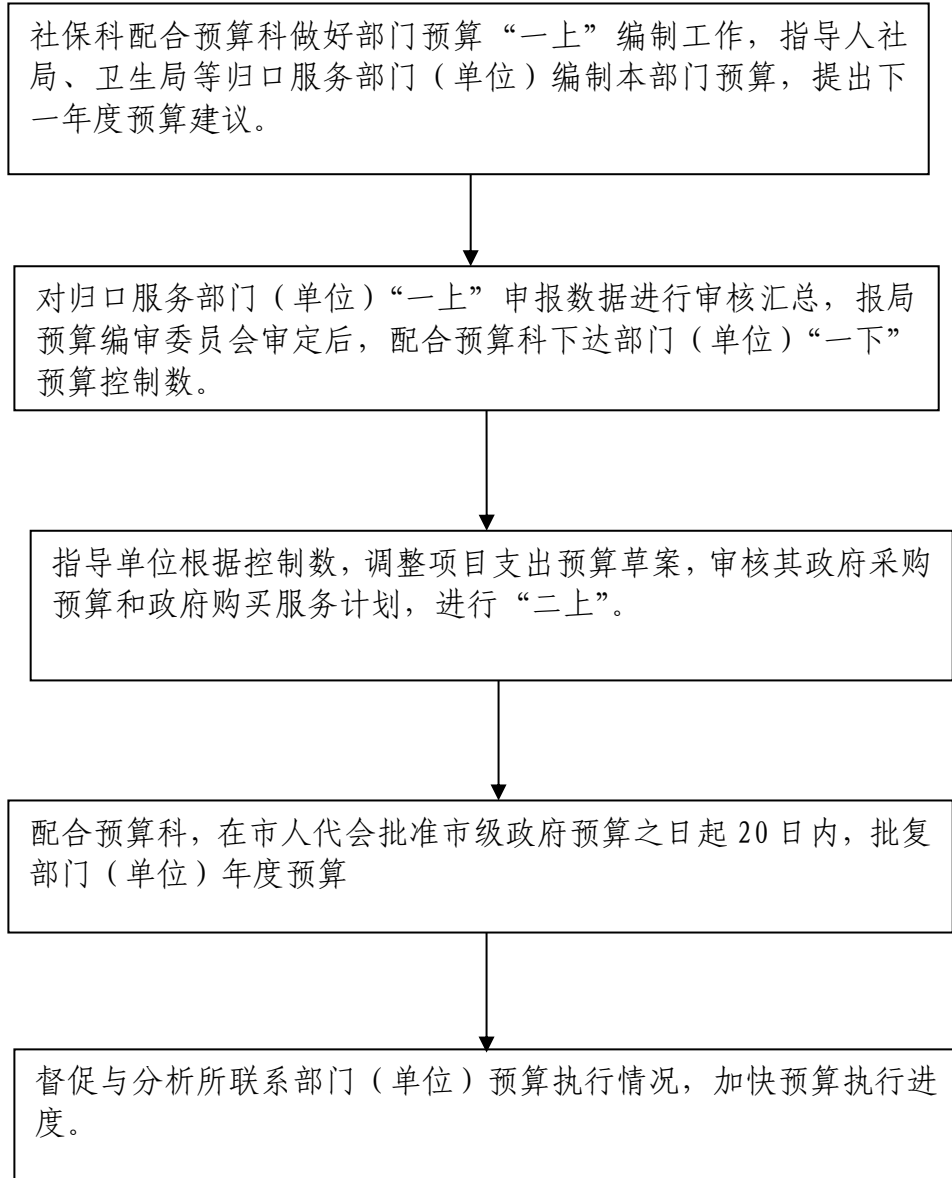 社保科配合预算科做好部门预算“一上”编制工作，指导人社
局、卫生局等归口服务部门（单位）编制本部门预算，提出下
一年度预算建议。
对归口服务部门（单位）“一上”申报数据进行审核汇总，报局
预算编审委员会审定后，配合预算科下达部门（单位）“一下”
预算控制数。
指导单位根据控制数，调整项目支出预算草案，审核其政府采购
预算和政府购买服务计划，进行“二上”。
配合预算科，在市人代会批准市级政府预算之日起 20 日内，批复
部门（单位）年度预算
督促与分析所联系部门（单位）预算执行情况，加快预算执行进
度。